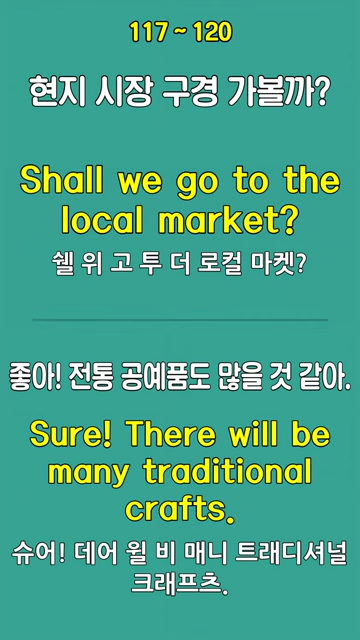 117 ~ 120
현지 시장 구경 가볼까?
Shall we go to the
local market?
쉘 위 고 투 더 로컬 마켓?
좋아! 전통 공예품도 많을 것 같아.
Sure! There will be
many traditional
crafts.
슈어! 데어 윌 비 매니 트래디셔널
크래프츠.